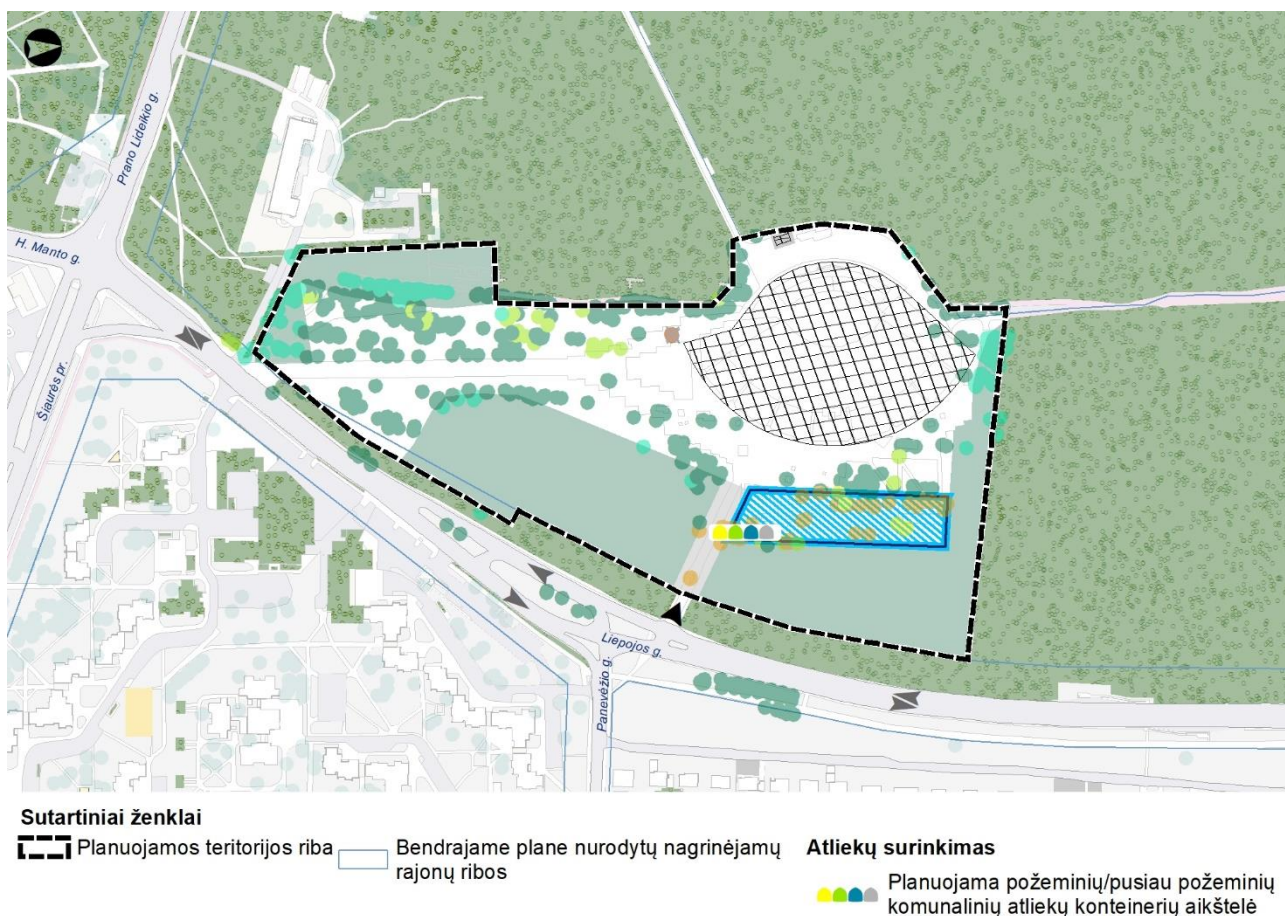 Prano Lideikio g.
H. Manto g.
Šiaurės pr.
Liepojos g.
Panevėžio g.
Sutartiniai ženklai
Planuojamos teritorijos riba
Bendrajame plane nurodytų nagrinėjamų
rajonų ribos
Atliekų surinkimas
Planuojama požeminių/pusiau požeminių
komunalinių atliekų konteinerių aikštelė